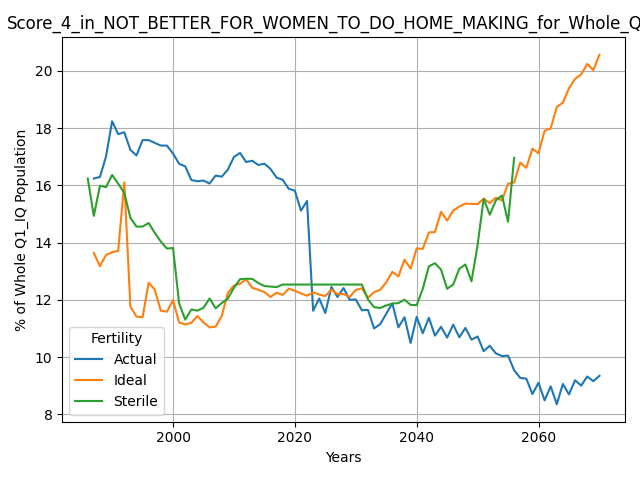 Score_4_in_NOT_BETTER_FOR_WOMEN_TO_DO_HOME_MAKING_for_Whole_Q
% of Whole Q1_IQ Population
20
18
16
14
12
10
8
Fertility
Actual
Ideal
Sterile
2000
2020
2040
2060
Years